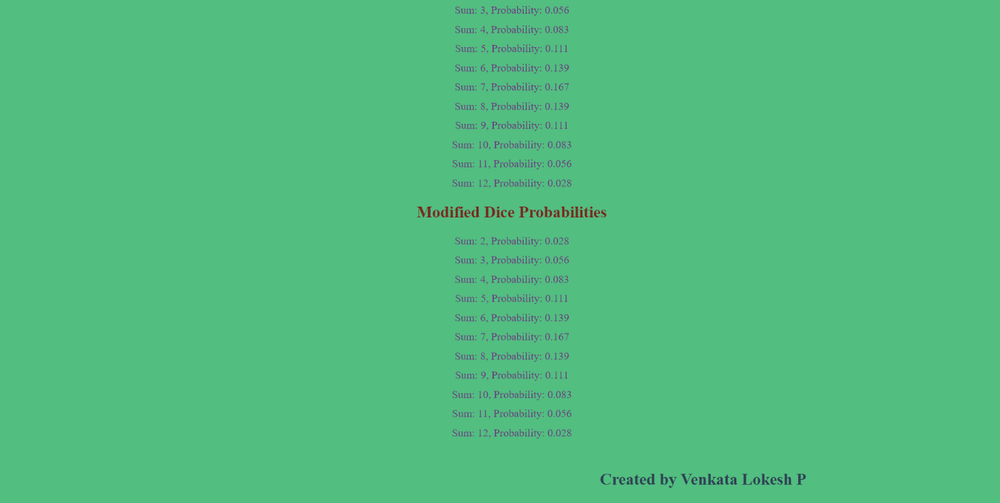 Sum: 3, Probability: 0.056
Sum: 4, Probability: 0.083
Sum: 5, Probability: 0.111
Sum: 6, Probability: 0.139
Sum: 7, Probability: 0.167
Sum: 8, Probability: 0.139
Sum: 9, Probability: 0.111
Sum: 10, Probability: 0.083
Sum: 11, Probability: 0.056
Sum: 12, Probability: 0.028
Modified Dice Probabilities
Sum: 2, Probability: 0.028
Sum: 3, Probability: 0.056
Sum: 4, Probability: 0.083
Sum: 5, Probability: 0.111
Sum: 6, Probability: 0.139
Sum: 7, Probability: 0.167
Sum: 8, Probability: 0.139
Sum: 9, Probability: 0.111
Sum: 10, Probability: 0.083
Sum: 11, Probability: 0.056
Sum: 12, Probability: 0.028
Created by Venkata Lokesh P